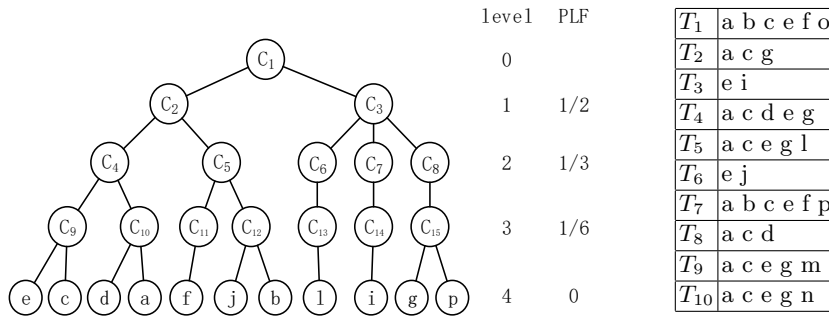 level PLF
C₁ 0
C₂ C₃ 1 1/2
C₄ C₅ C₆ C₇ C₈ 2 1/3
C₉ C₁₀ C₁₁ C₁₂ C₁₃ C₁₄ C₁₅ 3 1/6
e c d a f j b l i g p 4 0
T₁ a b c e f o
T₂ a c g
T₃ e i
T₄ a c d e g
T₅ a c e g l
T₆ e j
T₇ a b c e f p
T₈ a c d
T₉ a c e g m
T₁₀ a c e g n